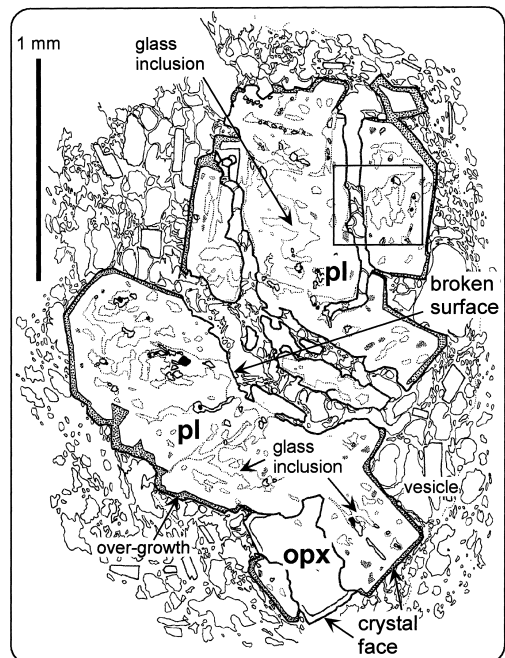 1 mm
glass
inclusion
pl
broken
surface
pl
glass
inclusion
vesicle
over-growth
opx
crystal
face